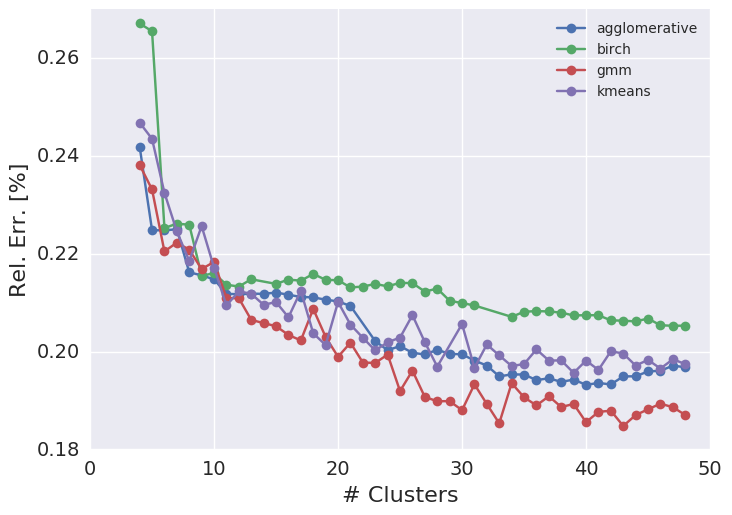 agglomerative
birch
gmm
kmeans
0.26
0.24
0.22
0.20
0.18
Rel. Err. [%]
0 10 20 30 40 50
# Clusters